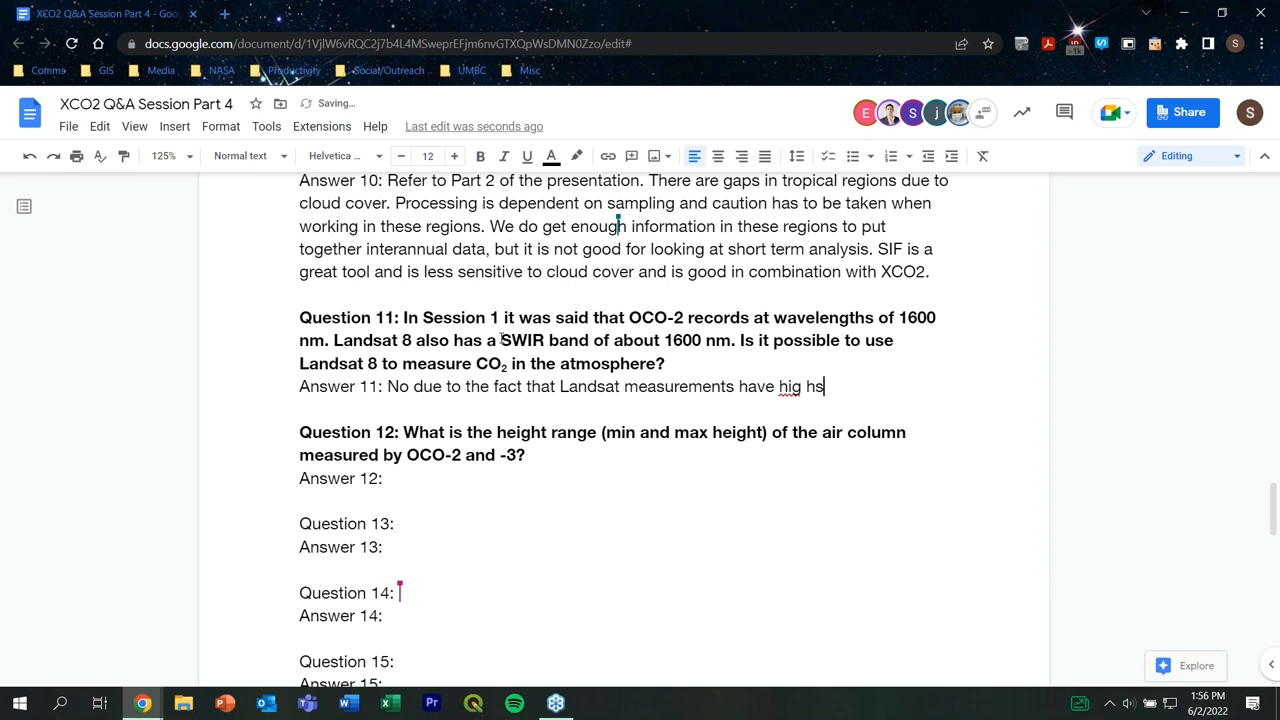 XCO2 Q&A Session Part 4 - Goo
docs.google.com/document/d/1VjlW6vRQC2j7b4L4MSweprEFjm6nvGTXQpWsDMN0Zzo/edit#
Comms GIS Media NASA Productivity Social/Outreach UMBC Misc
XCO2 Q&A Session Part 4 Saving…
File Edit View Insert Format Tools Extensions Help Last edit was seconds ago
Share
125% Normal text Helvetica ... 12 Editing
Answer 10: Refer to Part 2 of the presentation. There are gaps in tropical regions due to
cloud cover. Processing is dependent on sampling and caution has to be taken when
working in these regions. We do get enough information in these regions to put
together interannual data, but it is not good for looking at short term analysis. SIF is a
great tool and is less sensitive to cloud cover and is good in combination with XCO2.
Question 11: In Session 1 it was said that OCO-2 records at wavelengths of 1600
nm. Landsat 8 also has a SWIR band of about 1600 nm. Is it possible to use
Landsat 8 to measure CO₂ in the atmosphere?
Answer 11: No due to the fact that Landsat measurements have hig hs
Question 12: What is the height range (min and max height) of the air column
measured by OCO-2 and -3?
Answer 12:
Question 13:
Answer 13:
Question 14:
Answer 14:
Question 15:
Answer 15:
Explore
1:56 PM
6/2/2022